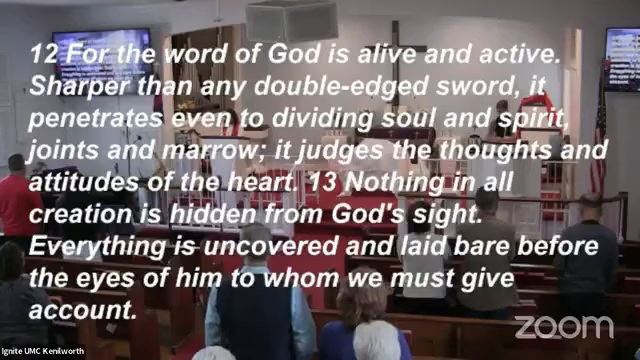 12 For the word of God is alive and active.
Sharper than any double-edged sword, it
penetrates even to dividing soul and spirit,
joints and marrow; it judges the thoughts and
attitudes of the heart. 13 Nothing in all
creation is hidden from God's sight.
Everything is uncovered and laid bare before
the eyes of him to whom we must give
account.
zoom
Ignite UMC Kenilworth